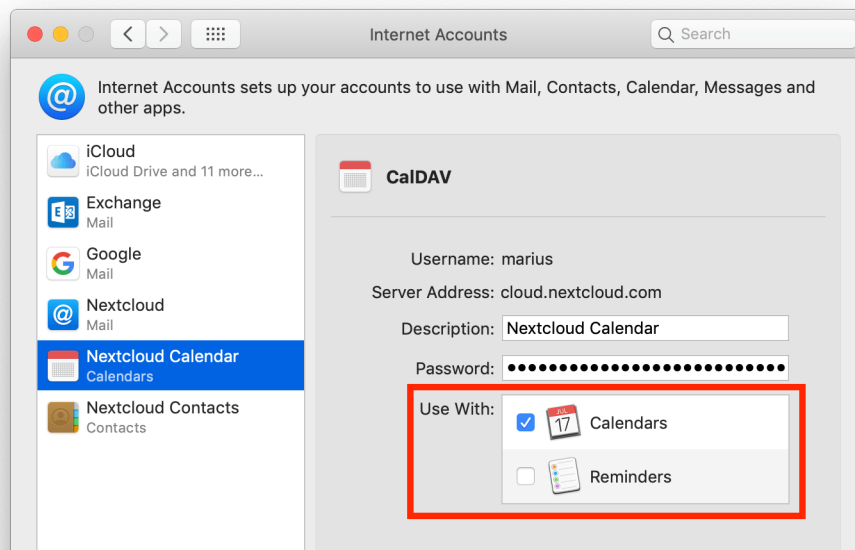 Internet Accounts
Search
Internet Accounts sets up your accounts to use with Mail, Contacts, Calendar, Messages and
other apps.
iCloud
iCloud Drive and 11 more...
Exchange
Mail
Google
Mail
Nextcloud
Mail
Nextcloud Calendar
Calendars
Nextcloud Contacts
Contacts
CalDAV
Username: marius
Server Address: cloud.nextcloud.com
Description: Nextcloud Calendar
Password: ••••••••••••••••••••••••••
Use With:
JUL
17
Calendars
Reminders